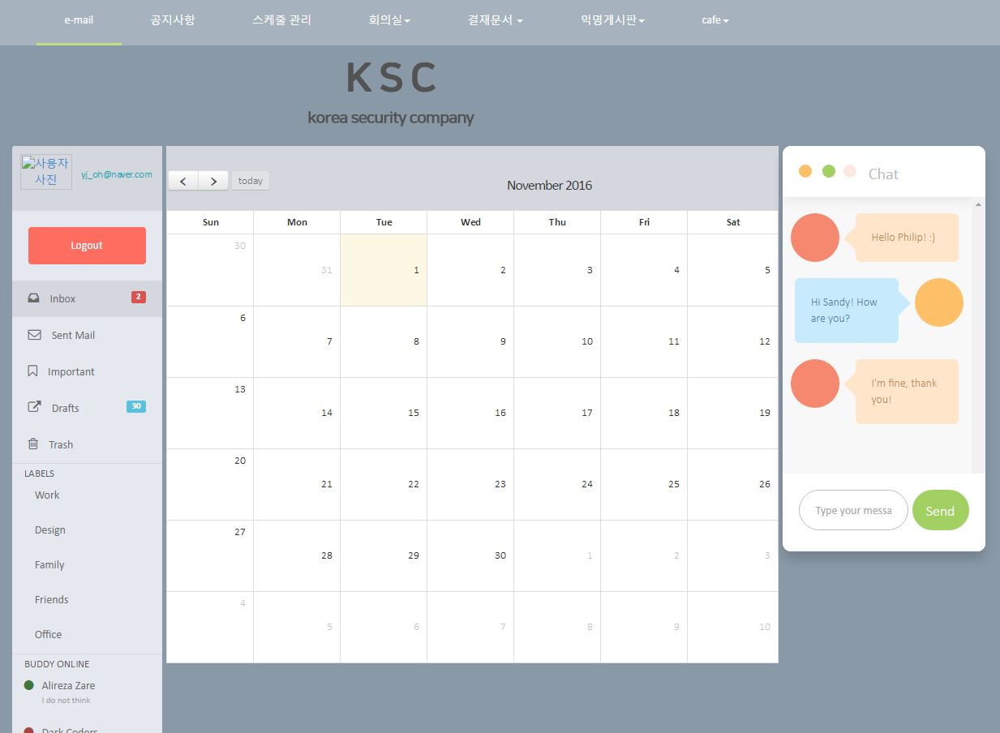 e-mail 공지사항 스케줄 관리 회의실 결재문서 익명게시판 cafe
KSC
korea security company
사용자
사진
yj_oh@naver.com
Logout
Inbox 2
Sent Mail
Important
Drafts 30
Trash
LABELS
Work
Design
Family
Friends
Office
BUDDY ONLINE
Alireza Zare
I do not think
Dark Coders
today
November 2016
Sun Mon Tue Wed Thu Fri Sat
30 31 1 2 3 4 5
6 7 8 9 10 11 12
13 14 15 16 17 18 19
20 21 22 23 24 25 26
27 28 29 30 1 2 3
4 5 6 7 8 9 10
Chat
Hello Philip! :)
Hi Sandy! How
are you?
I'm fine, thank
you!
Type your messa
Send